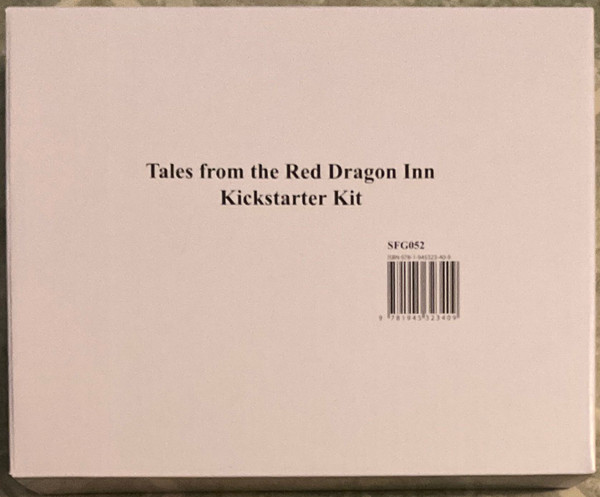 Tales from the Red Dragon Inn
Kickstarter Kit
SFG052
ISBN 978-1-945323-40-9
9 781945 323409